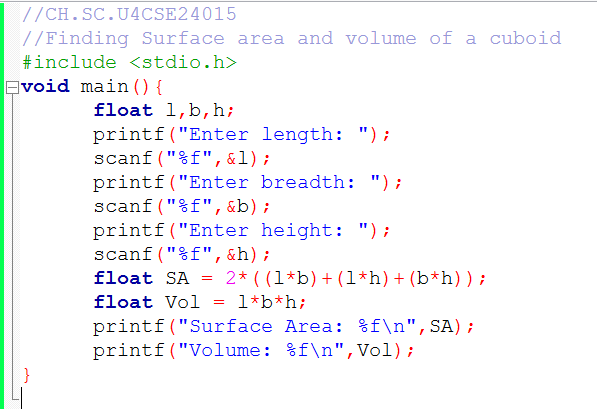 //CH.SC.U4CSE24015
//Finding Surface area and volume of a cuboid
#include <stdio.h>
void main(){
float l,b,h;
printf("Enter length: ");
scanf("%f",&l);
printf("Enter breadth: ");
scanf("%f",&b);
printf("Enter height: ");
scanf("%f",&h);
float SA = 2*((l*b)+(l*h)+(b*h));
float Vol = l*b*h;
printf("Surface Area: %f\n",SA);
printf("Volume: %f\n",Vol);
}